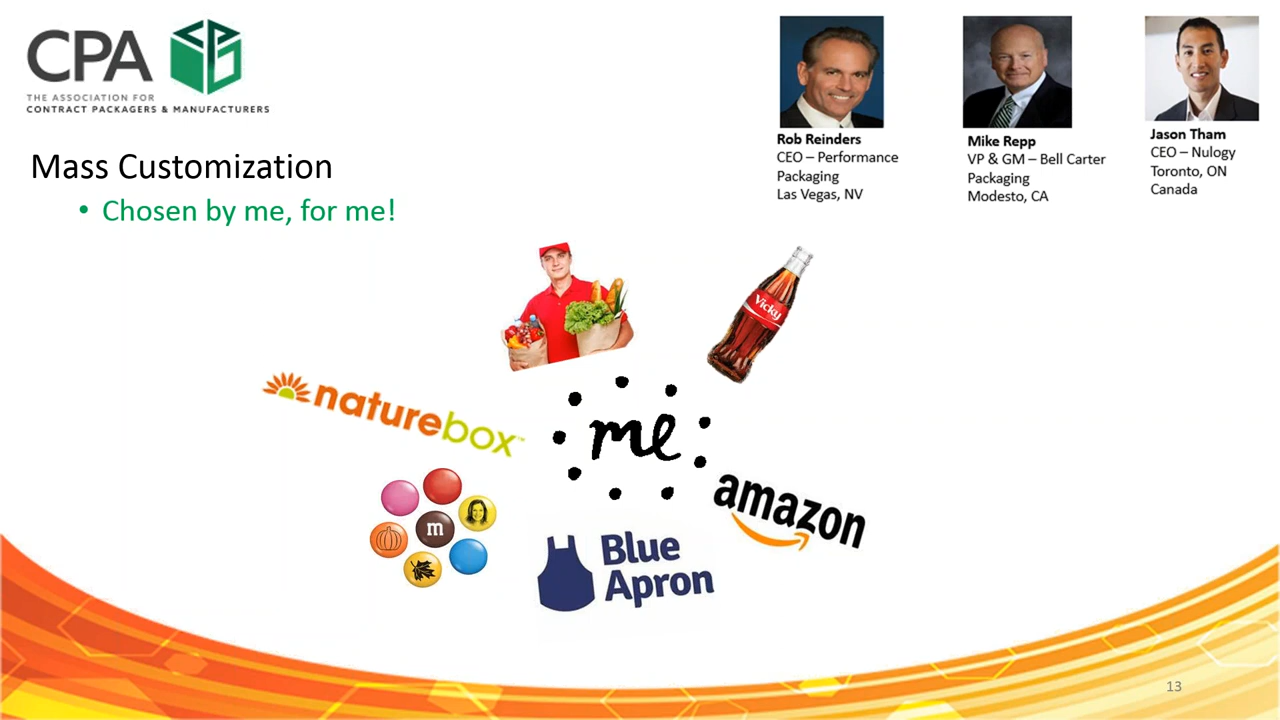 CPA
THE ASSOCIATION FOR
CONTRACT PACKAGERS & MANUFACTURERS
Rob Reinders
CEO – Performance
Packaging
Las Vegas, NV
Mike Repp
VP & GM – Bell Carter
Packaging
Modesto, CA
Jason Tham
CEO – Nulogy
Toronto, ON
Canada
Mass Customization
• Chosen by me, for me!
Vicky
naturebox™
me
amazon
m
Blue
Apron
13